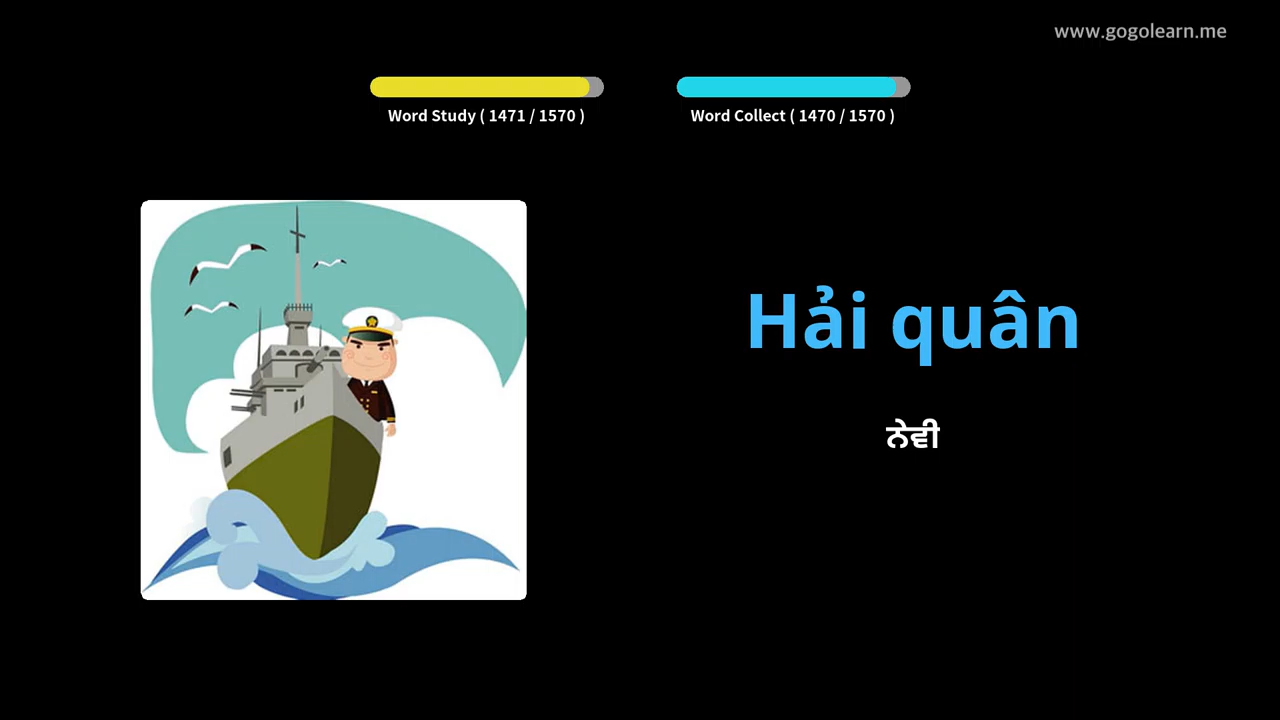 www.gogolearn.me
Word Study ( 1471 / 1570 )
Word Collect ( 1470 / 1570 )
Hải quân
ਨੇਵੀ